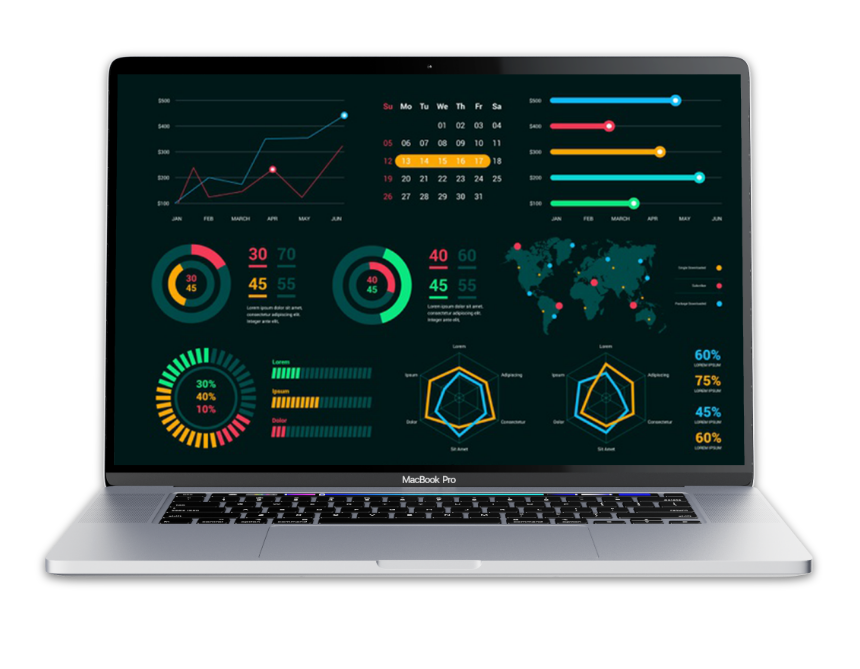 $500
$400
$300
$200
$100
JAN FEB MARCH APR MAY JUN
Su Mo Tu We Th Fr Sa
01 02 03 04
05 06 07 08 09 10 11
12 13 14 15 16 17 18
19 20 21 22 23 24 25
26 27 28 29 30 31
$500
$400
$300
$200
$100
JAN FEB MARCH APR MAY JUN
30
45
30 70
45 55
Lorem ipsum dolor sit amet,
consectetur adipiscing elit.
Integer ante elit,
40
45
40 60
45 55
Lorem ipsum dolor sit amet,
consectetur adipiscing elit.
Integer ante elit,
30%
40%
10%
Lorem
Ipsum
Dolor
Lorem
Adipiscing
Consectetur
Sit Amet
Dolor
Ipsum
Lorem
Adipiscing
Consectetur
Sit Amet
Dolor
Ipsum
60%
LOREM IPSUM
75%
LOREM IPSUM
45%
LOREM IPSUM
60%
LOREM IPSUM
MacBook Pro